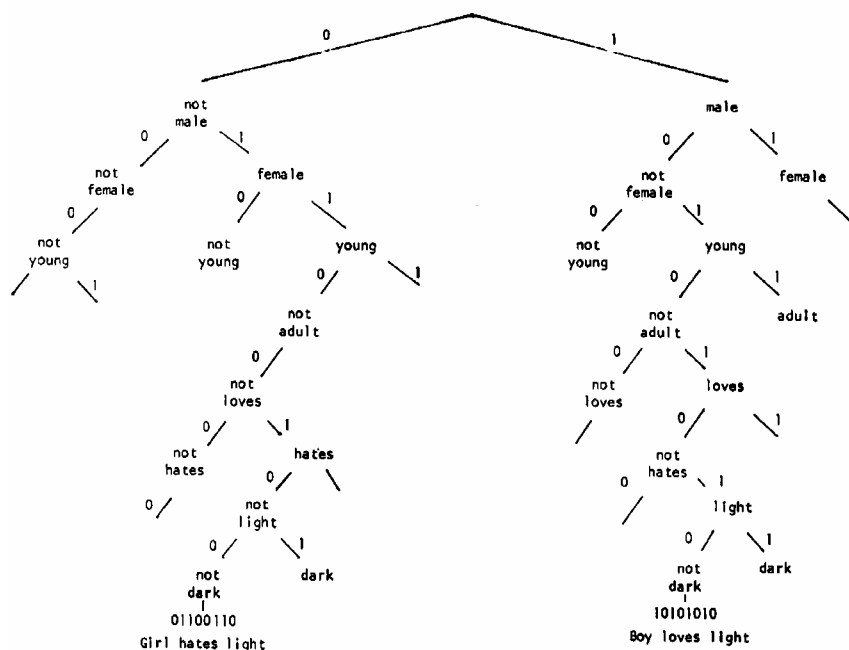 0 1
not male
male
0 1 0 1
not female
female
not female
female
0 0 1 0 1
not young
not young
young
not young
young
1 0 1 0 1
not adult
not adult
adult
0 0 1
not loves
not loves
loves
0 1 0 1
not hates
hates
not hates
0 0 0 1
not light
light
0 1 0 1
not dark
dark
not dark
dark
01100110
10101010
Girl hates light
Boy loves light